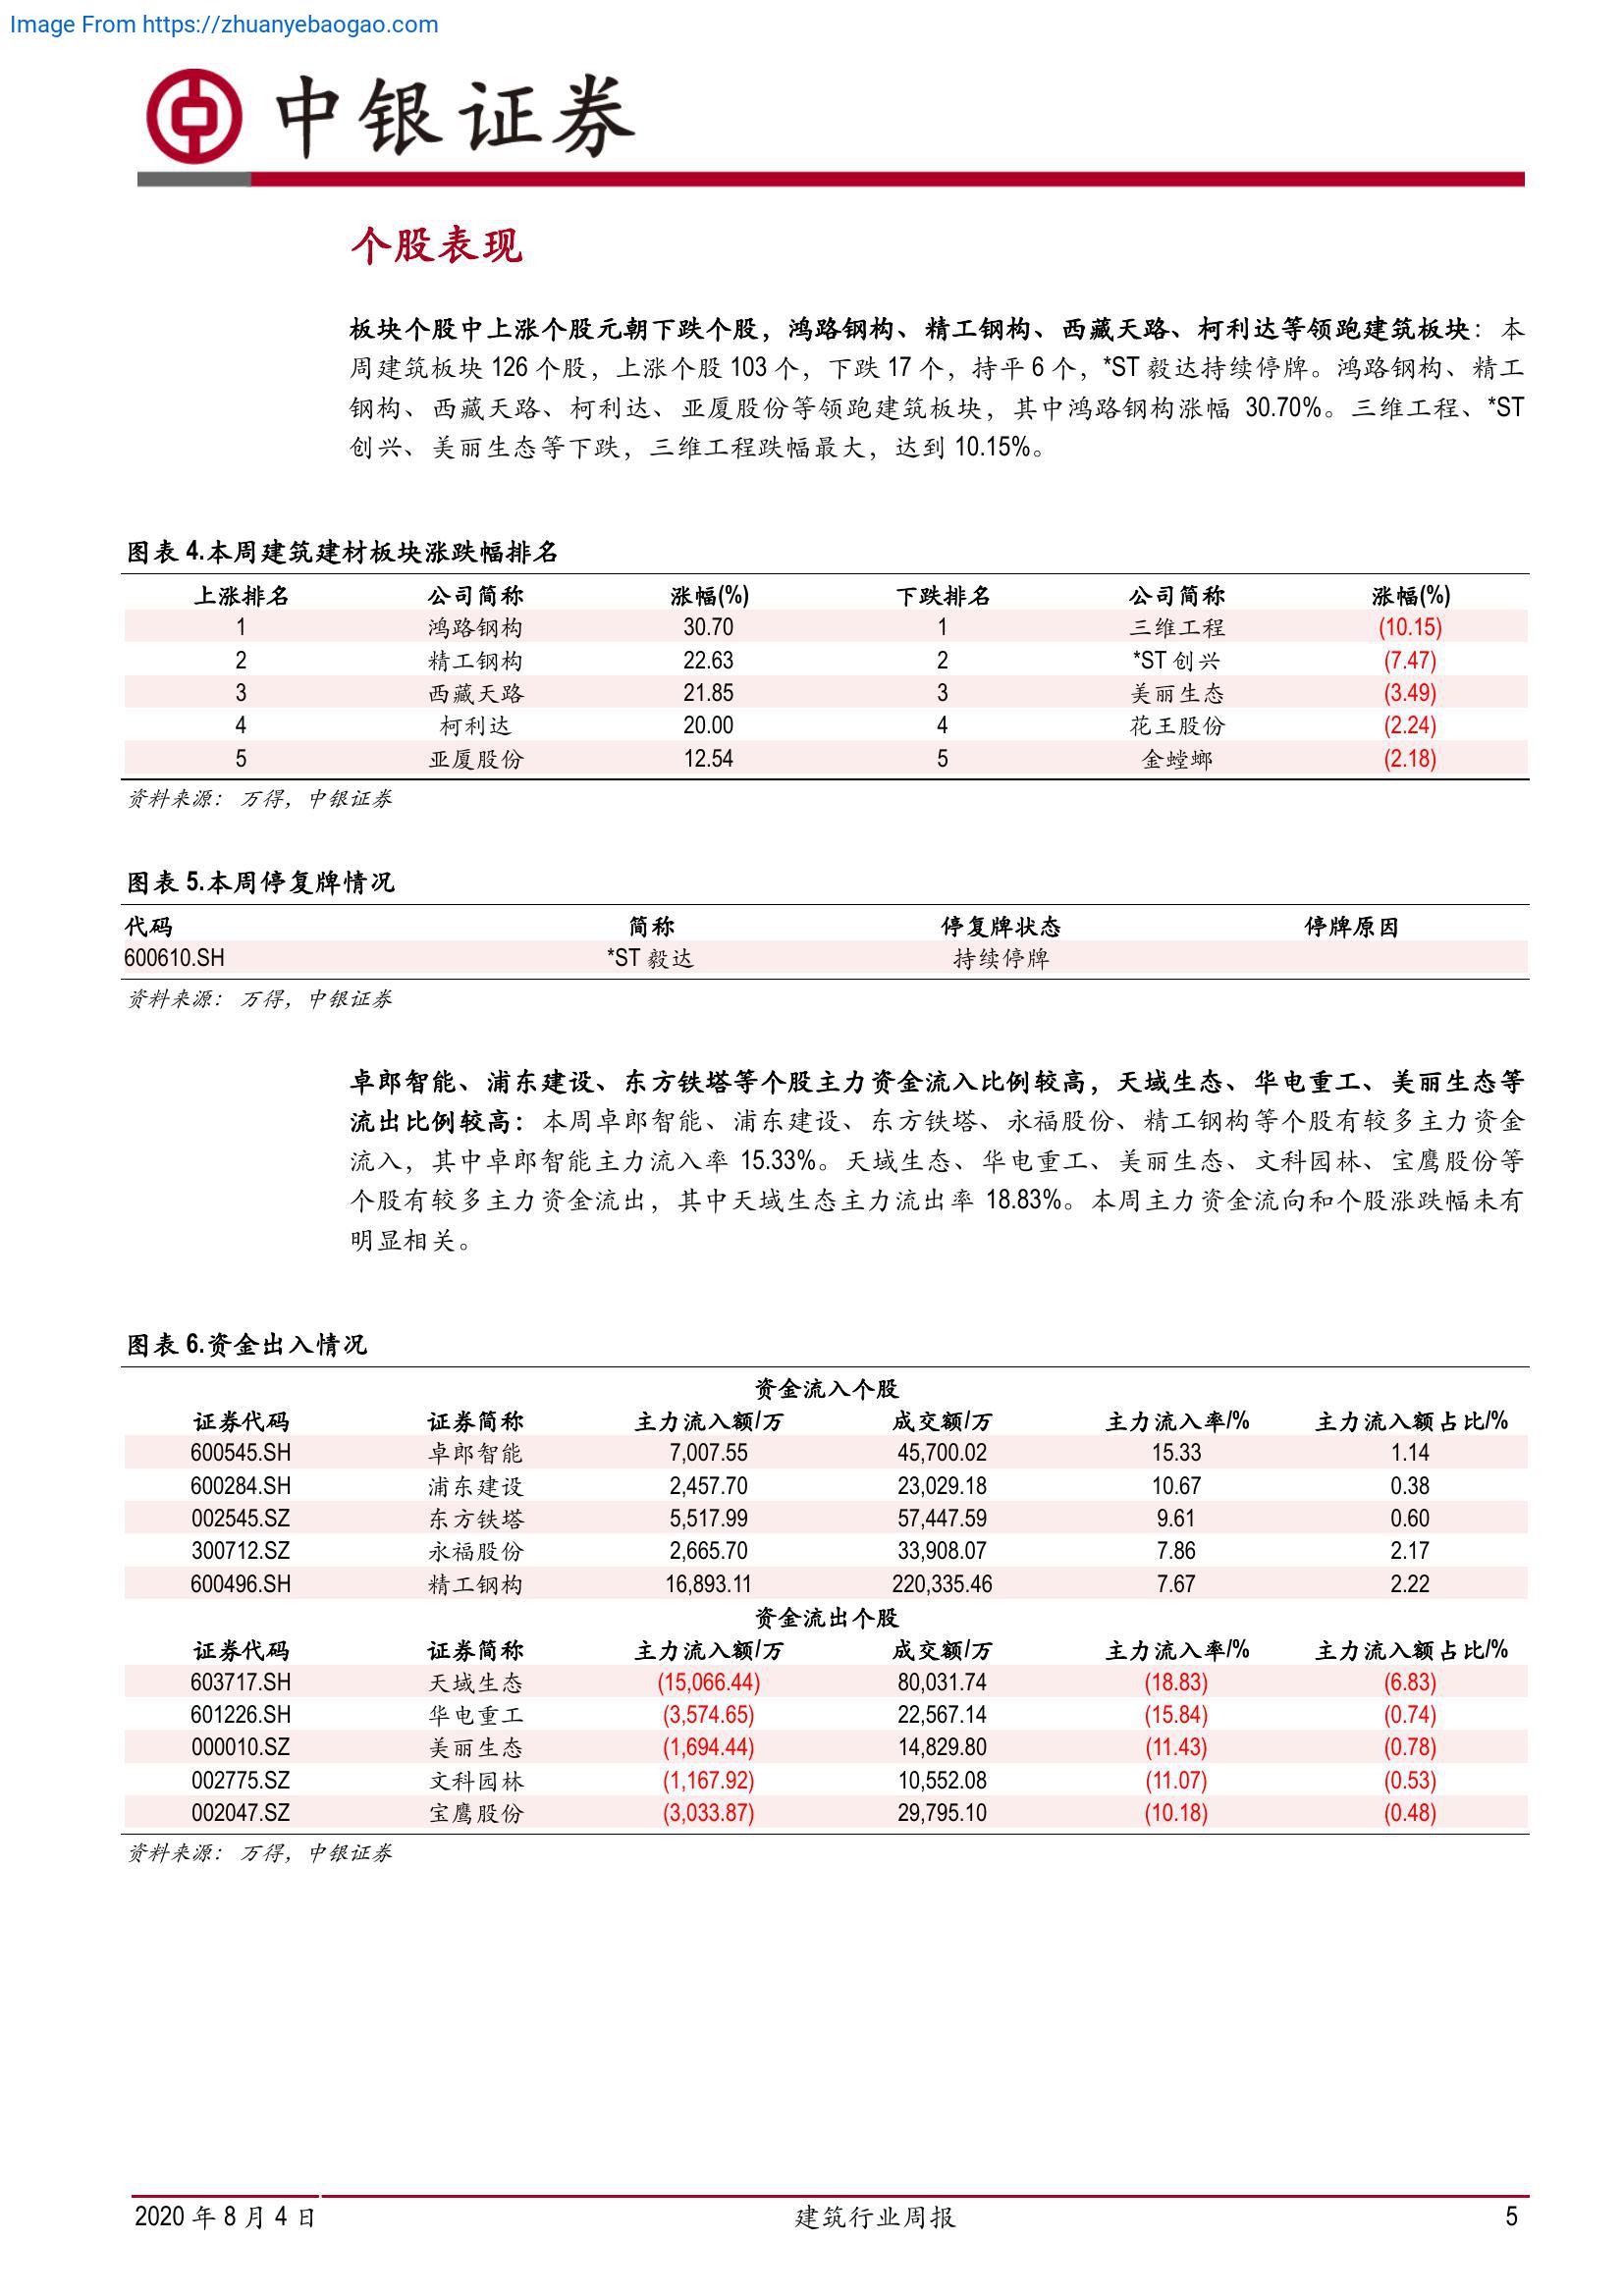 Image From https://zhuanyebaogao.com
中银证券
个股表现
板块个股中上涨个股元朝下跌个股，鸿路钢构、精工钢构、西藏天路、柯利达等领跑建筑板块：本
周建筑板块 126 个股，上涨个股 103 个，下跌 17 个，持平 6 个，*ST 毅达持续停牌。鸿路钢构、精工
钢构、西藏天路、柯利达、亚厦股份等领跑建筑板块，其中鸿路钢构涨幅 30.70%。三维工程、*ST
创兴、美丽生态等下跌，三维工程跌幅最大，达到 10.15%。
图表 4.本周建筑建材板块涨跌幅排名
上涨排名 公司简称 涨幅(%) 下跌排名 公司简称 涨幅(%)
1 鸿路钢构 30.70 1 三维工程 (10.15)
2 精工钢构 22.63 2 *ST 创兴 (7.47)
3 西藏天路 21.85 3 美丽生态 (3.49)
4 柯利达 20.00 4 花王股份 (2.24)
5 亚厦股份 12.54 5 金螳螂 (2.18)
资料来源：万得，中银证券
图表 5.本周停复牌情况
代码 简称 停复牌状态 停牌原因
600610.SH *ST 毅达 持续停牌
资料来源：万得，中银证券
卓郎智能、浦东建设、东方铁塔等个股主力资金流入比例较高，天域生态、华电重工、美丽生态等
流出比例较高：本周卓郎智能、浦东建设、东方铁塔、永福股份、精工钢构等个股有较多主力资金
流入，其中卓郎智能主力流入率 15.33%。天域生态、华电重工、美丽生态、文科园林、宝鹰股份等
个股有较多主力资金流出，其中天域生态主力流出率 18.83%。本周主力资金流向和个股涨跌幅未有
明显相关。
图表 6.资金出入情况
资金流入个股
证券代码 证券简称 主力流入额/万 成交额/万 主力流入率/% 主力流入额占比/%
600545.SH 卓郎智能 7,007.55 45,700.02 15.33 1.14
600284.SH 浦东建设 2,457.70 23,029.18 10.67 0.38
002545.SZ 东方铁塔 5,517.99 57,447.59 9.61 0.60
300712.SZ 永福股份 2,665.70 33,908.07 7.86 2.17
600496.SH 精工钢构 16,893.11 220,335.46 7.67 2.22
资金流出个股
证券代码 证券简称 主力流入额/万 成交额/万 主力流入率/% 主力流入额占比/%
603717.SH 天域生态 (15,066.44) 80,031.74 (18.83) (6.83)
601226.SH 华电重工 (3,574.65) 22,567.14 (15.84) (0.74)
000010.SZ 美丽生态 (1,694.44) 14,829.80 (11.43) (0.78)
002775.SZ 文科园林 (1,167.92) 10,552.08 (11.07) (0.53)
002047.SZ 宝鹰股份 (3,033.87) 29,795.10 (10.18) (0.48)
资料来源：万得，中银证券
2020 年 8 月 4 日 建筑行业周报 5